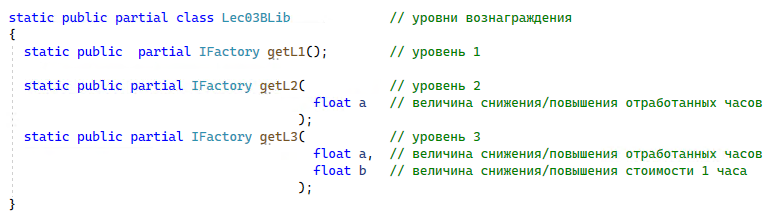 static public partial class Lec03BLib // уровни вознаграждения
{
static public partial IFactory getL1(); // уровень 1
static public partial IFactory getL2( // уровень 2
float a // величина снижения/повышения отработанных часов
);
static public partial IFactory getL3( // уровень 3
float a, // величина снижения/повышения отработанных часов
float b // величина снижения/повышения стоимости 1 часа
);
}